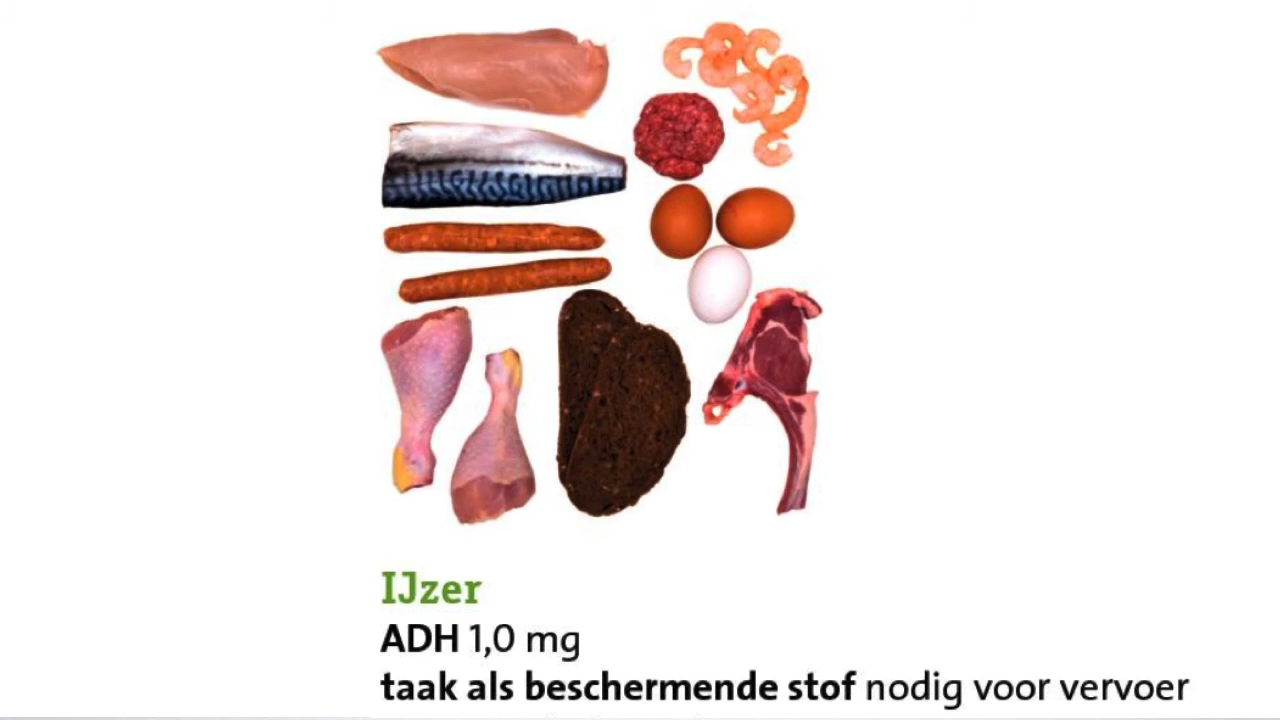 IJzer
ADH 1,0 mg
taak als beschermende stof nodig voor vervoer